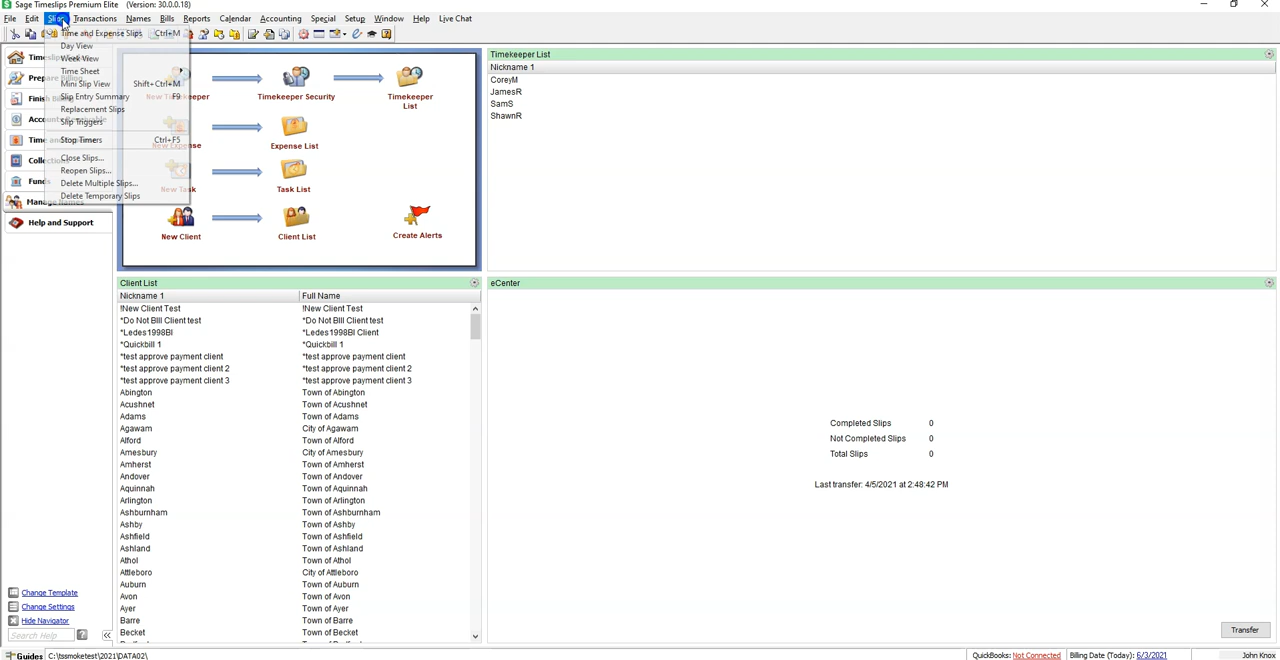 Sage Timeslips Premium Elite   (Version: 30.0.0.18)
File Edit Slips Transactions Names Bills Reports Calendar Accounting Special Setup Window Help Live Chat
Time and Expense Slips Ctrl+M
Day View
Week View
Time Sheet
Mini Slip View Shift+Ctrl+M
Slip Entry Summary F9
Replacement Slips
Slip Triggers
Stop Timers Ctrl+F5
Close Slips...
Reopen Slips...
Delete Multiple Slips...
Delete Temporary Slips
Help and Support
Timekeeper Security
Timekeeper List
New Expense
Expense List
New Task
Task List
New Client
Client List
Create Alerts
Timekeeper List
Nickname 1
CoreyM
JamesR
SamS
ShawnR
Client List
Nickname 1 Full Name
!New Client Test !New Client Test
*Do Not BIll Client test *Do Not BIll Client test
*Ledes1998BI *Ledes1998BI Client
*Quickbill 1 *Quickbill 1
*test approve payment client *test approve payment client
*test approve payment client 2 *test approve payment client 2
*test approve payment client 3 *test approve payment client 3
Abington Town of Abington
Acushnet Town of Acushnet
Adams Town of Adams
Agawam City of Agawam
Alford Town of Alford
Amesbury City of Amesbury
Amherst Town of Amherst
Andover Town of Andover
Aquinnah Town of Aquinnah
Arlington Town of Arlington
Ashburnham Town of Ashburnham
Ashby Town of Ashby
Ashfield Town of Ashfield
Ashland Town of Ashland
Athol Town of Athol
Attleboro City of Attleboro
Auburn Town of Auburn
Avon Town of Avon
Ayer Town of Ayer
Barre Town of Barre
Becket Town of Becket
eCenter
Completed Slips 0
Not Completed Slips 0
Total Slips 0
Last transfer: 4/5/2021 at 2:48:42 PM
Transfer
Change Template
Change Settings
Hide Navigator
Search Help
Guides C:\tssmoketest\2021\DATA02\ QuickBooks: Not Connected Billing Date (Today): 6/3/2021 John Knox